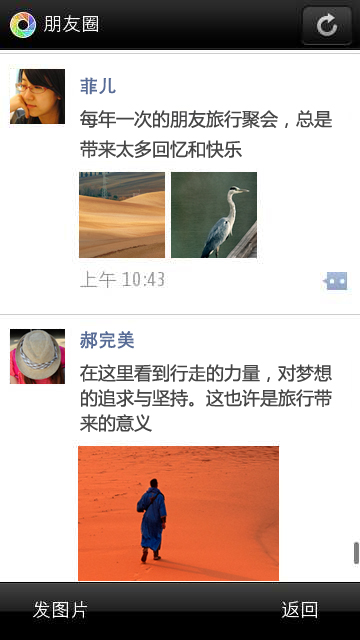 朋友圈
菲儿
每年一次的朋友旅行聚会，总是
带来太多回忆和快乐
上午 10:43
郝完美
在这里看到行走的力量，对梦想
的追求与坚持。这也许是旅行带
来的意义
发图片
返回